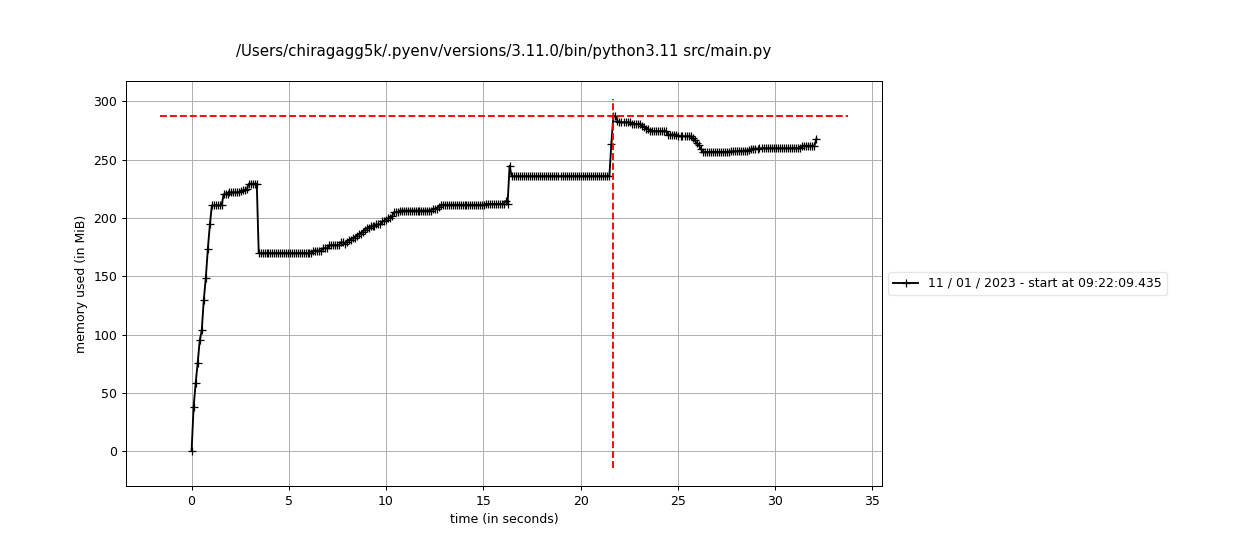 /Users/chiragagg5k/.pyenv/versions/3.11.0/bin/python3.11 src/main.py
memory used (in MiB)
300
250
200
150
100
50
0
0 5 10 15 20 25 30 35
time (in seconds)
11 / 01 / 2023 - start at 09:22:09.435